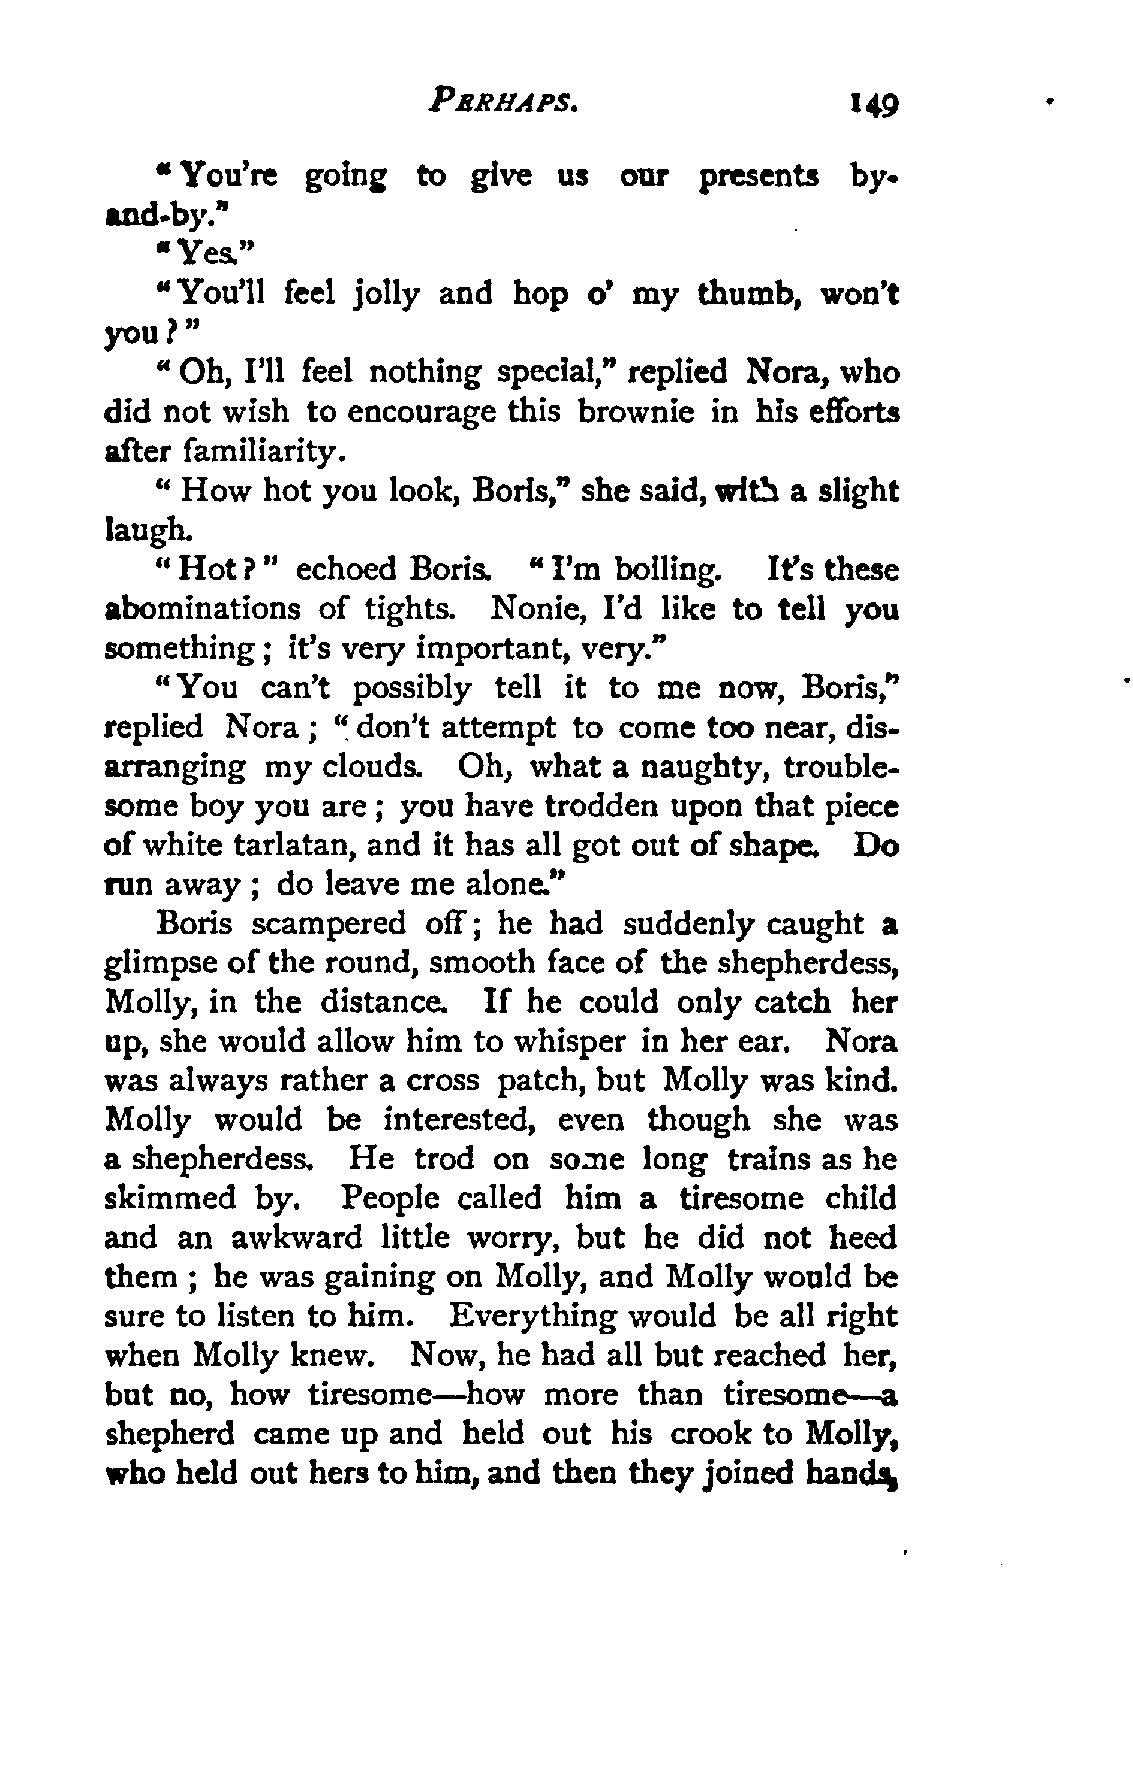 PERHAPS. 149
"You're going to give us our presents by-
and-by."
"Yes."
"You'll feel jolly and hop o' my thumb, won't
you?"
"Oh, I'll feel nothing special," replied Nora, who
did not wish to encourage this brownie in his efforts
after familiarity.
"How hot you look, Boris," she said, with a slight
laugh.
"Hot?" echoed Boris. "I'm boiling. It's these
abominations of tights. Nonie, I'd like to tell you
something; it's very important, very."
"You can't possibly tell it to me now, Boris,"
replied Nora; "don't attempt to come too near, dis-
arranging my clouds. Oh, what a naughty, trouble-
some boy you are; you have trodden upon that piece
of white tarlatan, and it has all got out of shape. Do
run away; do leave me alone."
Boris scampered off; he had suddenly caught a
glimpse of the round, smooth face of the shepherdess,
Molly, in the distance. If he could only catch her
up, she would allow him to whisper in her ear. Nora
was always rather a cross patch, but Molly was kind.
Molly would be interested, even though she was
a shepherdess. He trod on some long trains as he
skimmed by. People called him a tiresome child
and an awkward little worry, but he did not heed
them; he was gaining on Molly, and Molly would be
sure to listen to him. Everything would be all right
when Molly knew. Now, he had all but reached her,
but no, how tiresome—how more than tiresome—a
shepherd came up and held out his crook to Molly,
who held out hers to him, and then they joined hands,